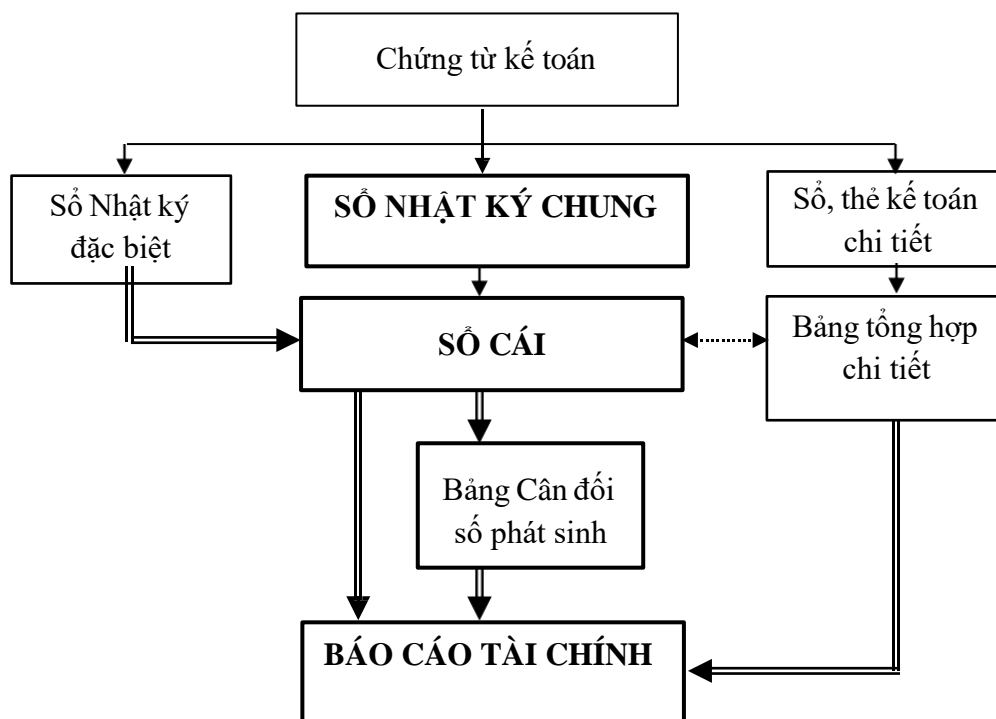 Chứng từ kế toán
Sổ Nhật ký
đặc biệt
SỔ NHẬT KÝ CHUNG
Sổ, thẻ kế toán
chi tiết
SỔ CÁI
Bảng tổng hợp
chi tiết
Bảng Cân đối
số phát sinh
BÁO CÁO TÀI CHÍNH